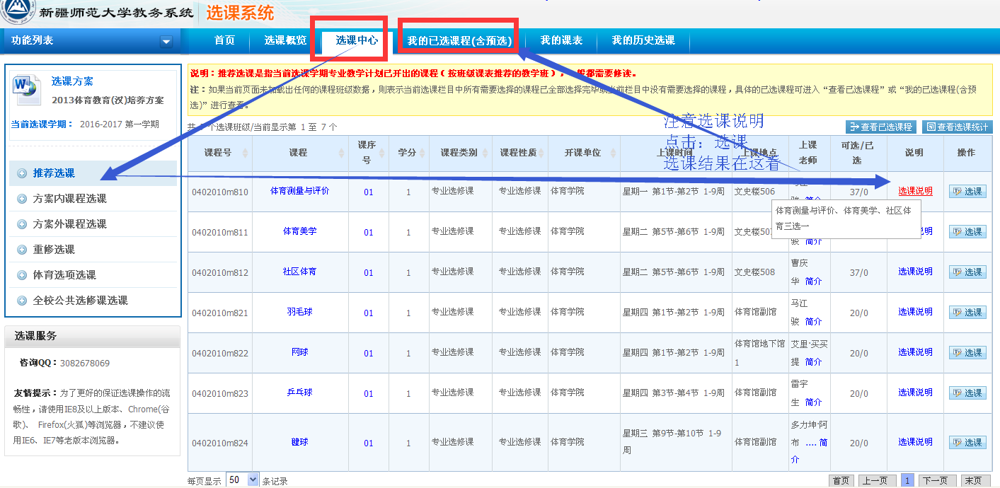 新疆师范大学教务系统 选课系统
功能列表 首页 选课概览 选课中心 我的已选课程(含预选) 我的课表 我的历史选课
选课方案
2013体育教育(汉)培养方案
当前选课学期： 2016-2017 第一学期
推荐选课
方案内课程选课
方案外课程选课
重修选课
体育选项选课
全校公共选修课选课
选课服务
咨询QQ：3082678069
友情提示：为了更好的保证选课操作的流
畅性，请使用IE8及以上版本、Chrome(谷
歌)、 Firefox(火狐)等浏览器，不建议使
用IE6、IE7等老版本浏览器。
说明：推荐选课是指当前选课学期专业教学计划已开出的课程（按班级课表推荐的教学班），一般都需要修读。
注：如果当前页面未加载出任何的课程班级数据，则表示当前选课栏目中所有需要选择的课程已全部选择完毕或当前栏目中没有需要选择的课程，具体的已选课程可进入“查看已选课程”或“我的已选课程(含预
选)”进行查看。
共 7 个选课班级/当前显示第 1 至 7 个
查看已选课程 查看选课统计
注意选课说明
点击：选课
选课结果在这看
课程号 课程 课序号 学分 课程类别 课程性质 开课单位 上课时间 上课地点 上课老师 可选/已选 说明 操作
0402010m810 体育测量与评价 01 1 专业选修课 专业选修课 体育学院 星期一 第1节-第2节 1-9周 文史楼506 37/0 选课说明 选课
体育测量与评价、体育美学、社区体
育三选一
0402010m811 体育美学 01 1 专业选修课 专业选修课 体育学院 星期二 第5节-第6节 1-9周 骏 简介 选课
0402010m812 社区体育 01 1 专业选修课 专业选修课 体育学院 星期二 第5节-第6节 1-9周 文史楼508 曹庆华 简介 37/0 选课说明 选课
0402010m821 羽毛球 01 1 专业选修课 专业选修课 体育学院 星期四 第1节-第2节 1-9周 体育馆副馆 马江骏 简介 20/0 选课说明 选课
0402010m822 网球 01 1 专业选修课 专业选修课 体育学院 星期四 第1节-第2节 1-9周 体育馆地下馆1 艾里·买买提 简介 20/0 选课说明 选课
0402010m823 乒乓球 01 1 专业选修课 专业选修课 体育学院 星期四 第3节-第4节 1-9周 体育馆副馆 雷宇生 简介 20/0 选课说明 选课
0402010m824 毽球 01 1 专业选修课 专业选修课 体育学院 星期三 第9节-第10节 1-9周 体育馆副馆 多力坤·阿布 .... 简介 20/0 选课说明 选课
每页显示 50 条记录 首页 上一页 1 下一页 末页